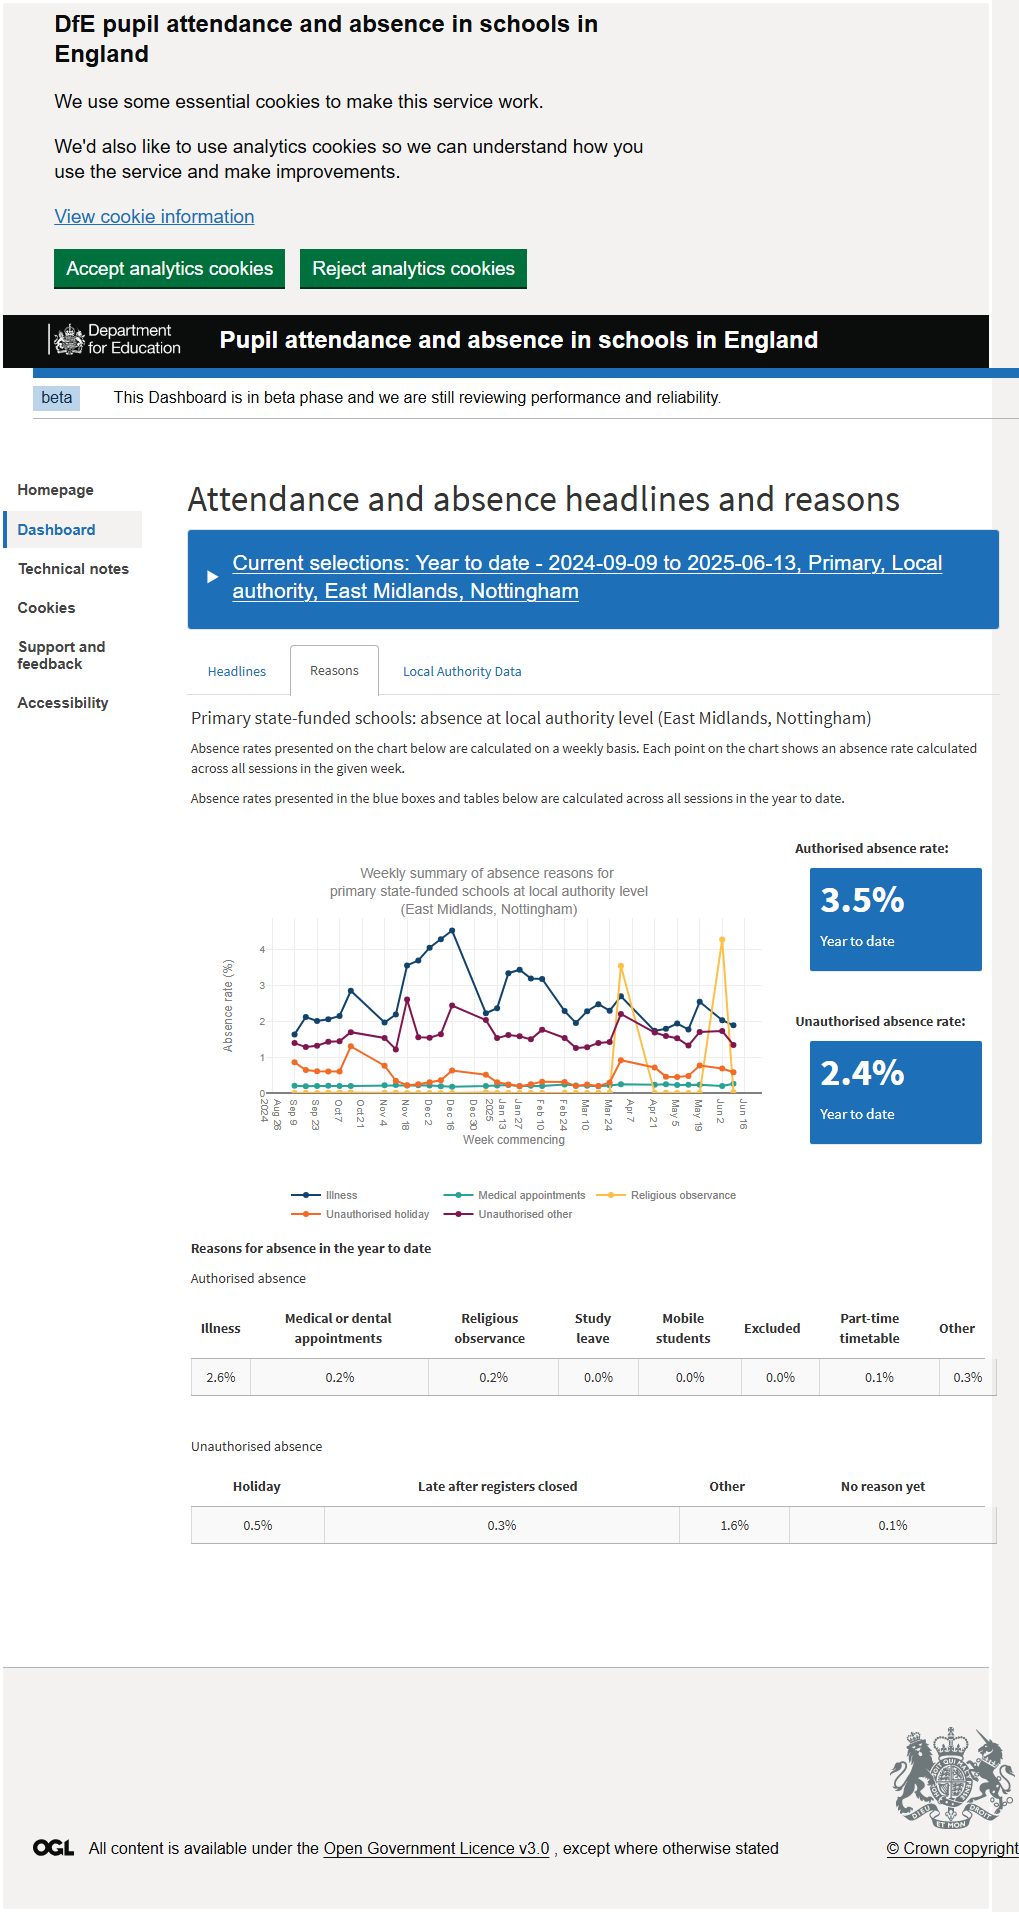 DfE pupil attendance and absence in schools in
England
We use some essential cookies to make this service work.
We'd also like to use analytics cookies so we can understand how you
use the service and make improvements.
View cookie information
Accept analytics cookies
Reject analytics cookies
Department
for Education
Pupil attendance and absence in schools in England
beta
This Dashboard is in beta phase and we are still reviewing performance and reliability.
Homepage
Dashboard
Technical notes
Cookies
Support and
feedback
Accessibility
Attendance and absence headlines and reasons
Current selections: Year to date - 2024-09-09 to 2025-06-13, Primary, Local
authority, East Midlands, Nottingham
Headlines
Reasons
Local Authority Data
Primary state-funded schools: absence at local authority level (East Midlands, Nottingham)
Absence rates presented on the chart below are calculated on a weekly basis. Each point on the chart shows an absence rate calculated
across all sessions in the given week.
Absence rates presented in the blue boxes and tables below are calculated across all sessions in the year to date.
Weekly summary of absence reasons for
primary state-funded schools at local authority level
(East Midlands, Nottingham)
Absence rate (%)
4
3
2
1
0
2024
Aug 26
Sep 9
Sep 23
Oct 7
Oct 21
Nov 4
Nov 18
Dec 2
Dec 16
Dec 30
2025
Jan 13
Jan 27
Feb 10
Feb 24
Mar 10
Mar 24
Apr 7
Apr 21
May 5
May 19
Jun 2
Jun 16
Week commencing
Illness
Medical appointments
Religious observance
Unauthorised holiday
Unauthorised other
Authorised absence rate:
3.5%
Year to date
Unauthorised absence rate:
2.4%
Year to date
Reasons for absence in the year to date
Authorised absence
Illness
Medical or dental
appointments
Religious
observance
Study
leave
Mobile
students
Excluded
Part-time
timetable
Other
2.6% 0.2% 0.2% 0.0% 0.0% 0.0% 0.1% 0.3%
Unauthorised absence
Holiday Late after registers closed Other No reason yet
0.5% 0.3% 1.6% 0.1%
OGL All content is available under the Open Government Licence v3.0 , except where otherwise stated
© Crown copyright
DIEU ET MON DROIT